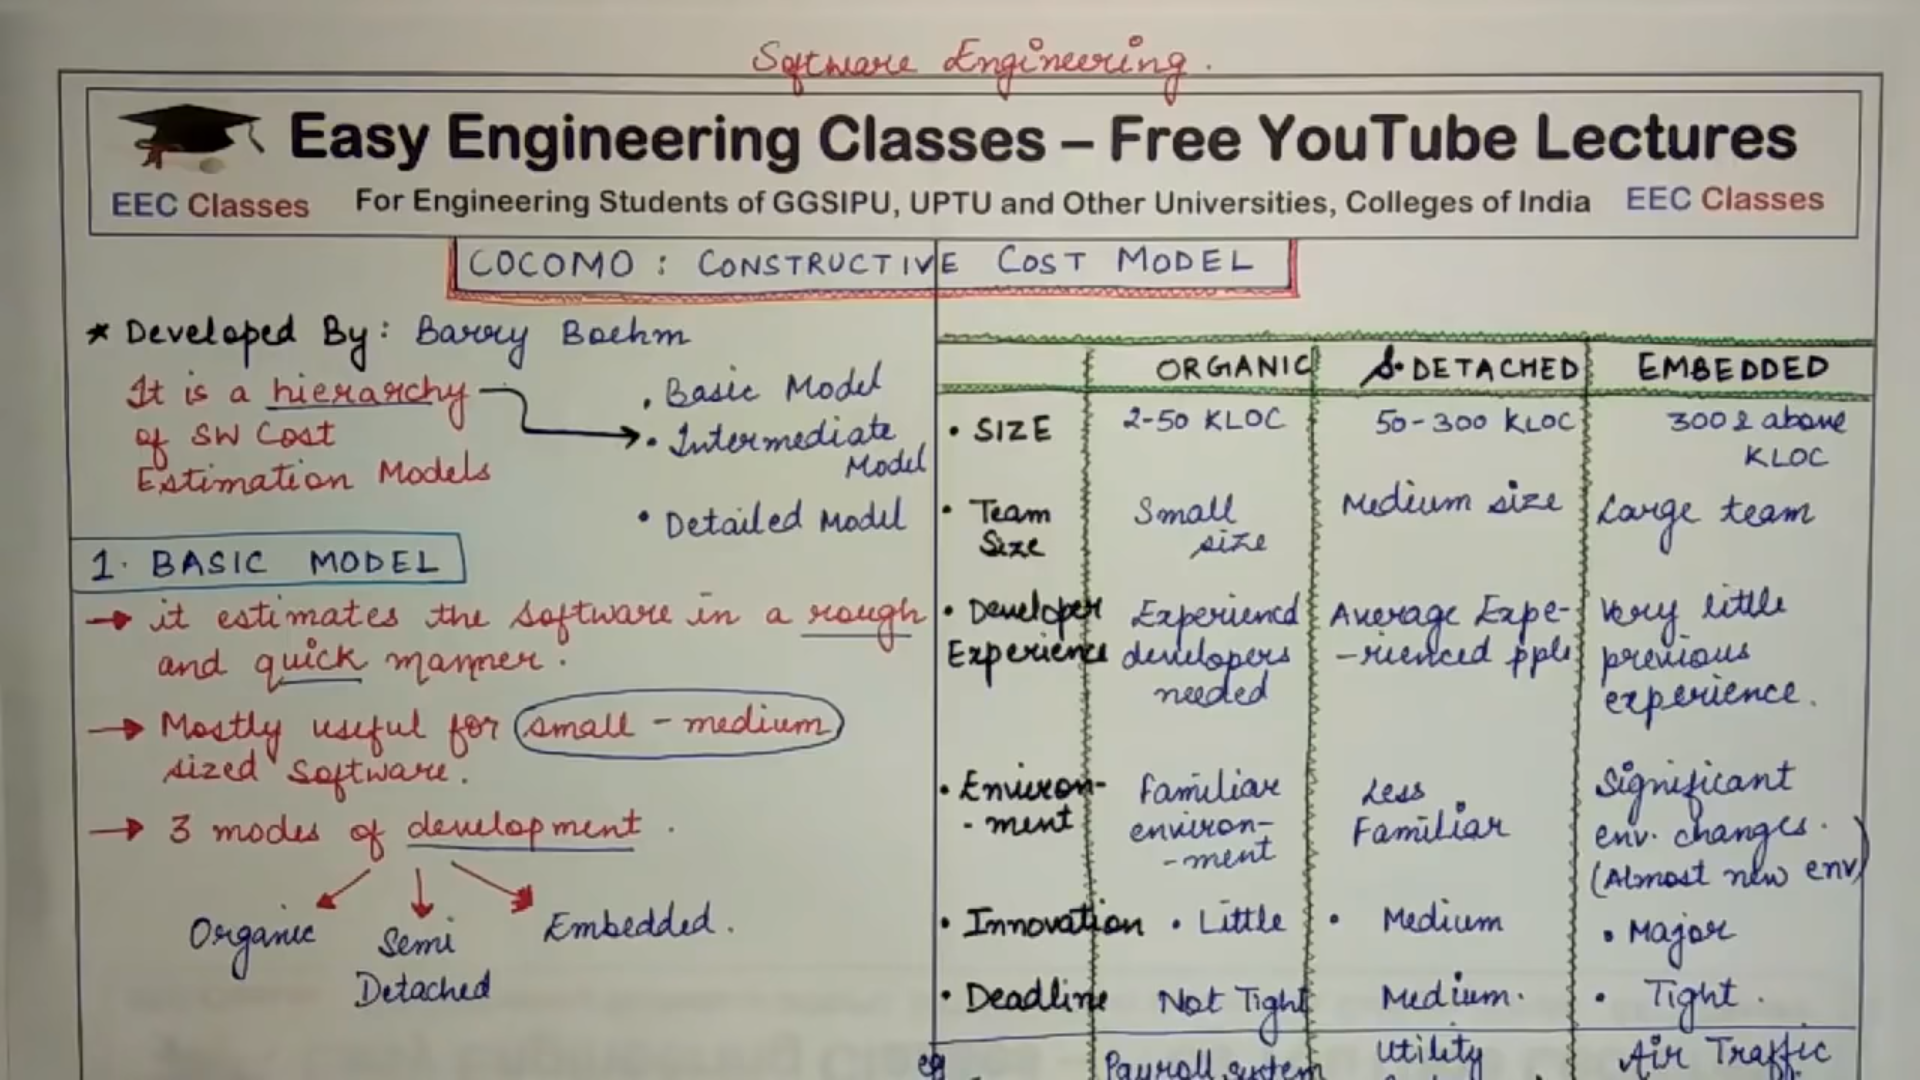 Software Engineering.
Easy Engineering Classes – Free YouTube Lectures
EEC Classes For Engineering Students of GGSIPU, UPTU and Other Universities, Colleges of India EEC Classes
COCOMO : CONSTRUCTIVE COST MODEL
* Developed By: Barry Boehm
It is a hierarchy
of SW Cost
Estimation Models
• Basic Model
• Intermediate
Model
• Detailed Model
1. BASIC MODEL
→ it estimates the software in a rough
and quick manner.
→ Mostly useful for small - medium
sized software.
→ 3 modes of development.
Organic
Semi
Detached
Embedded.
ORGANIC S.DETACHED EMBEDDED
• SIZE 2-50 KLOC 50-300 KLOC 300 & above
KLOC
• Team Small Medium size Large team
Size size
• Developer Experiencd Average Expe- Very little
Experience developers -rienced pple previous
needed experience.
• Environ- Familiar Less Significant
-ment environ- Familiar env. changes.
-ment (Almost new env)
• Innovation • Little • Medium • Major
• Deadline Not Tight Medium. • Tight.
eg Payroll system Utility Air Traffic